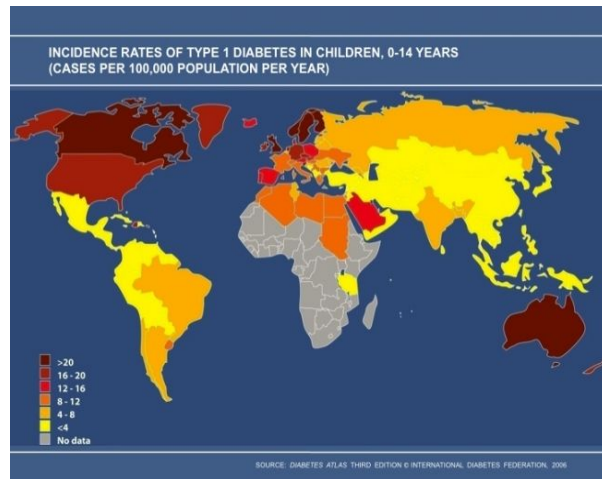 INCIDENCE RATES OF TYPE 1 DIABETES IN CHILDREN, 0-14 YEARS
(CASES PER 100,000 POPULATION PER YEAR)
>20
16 - 20
12 - 16
8 - 12
4 - 8
<4
No data
SOURCE: DIABETES ATLAS THIRD EDITION © INTERNATIONAL DIABETES FEDERATION, 2006